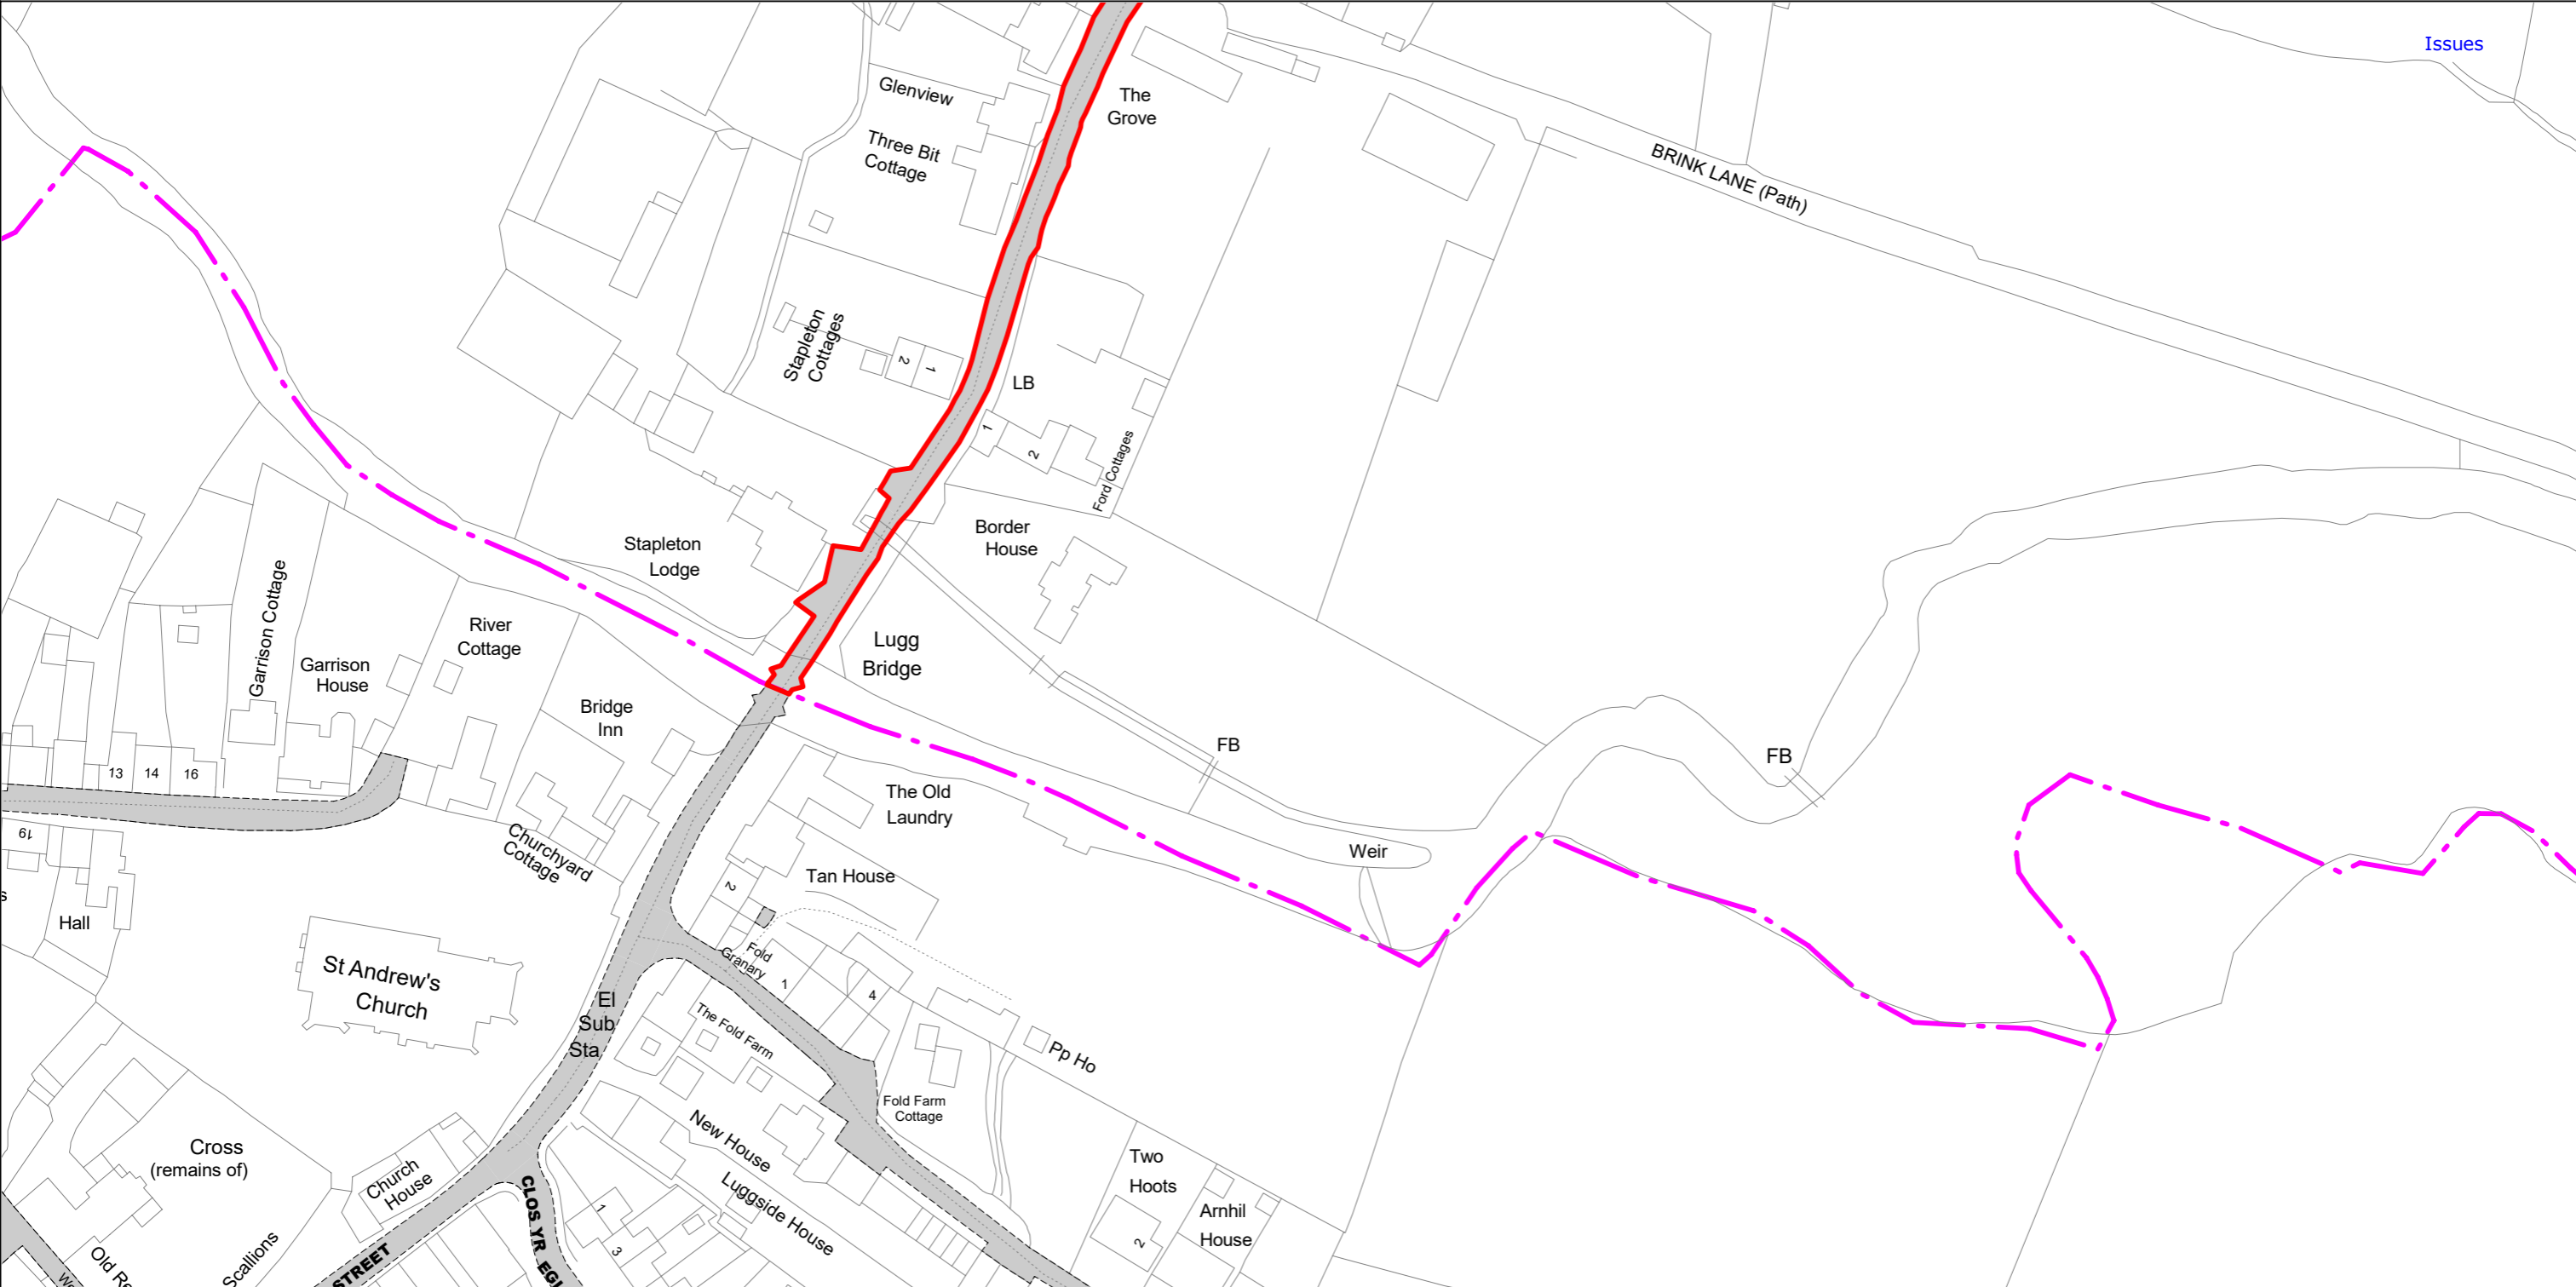 Issues
Glenview
The
Grove
Three Bit
Cottage
BRINK LANE (Path)
Stapleton
Cottages
2
1
LB
1
2
Ford Cottages
Border
House
Stapleton
Lodge
Garrison Cottage
River
Cottage
Garrison
House
Lugg
Bridge
Bridge
Inn
FB
FB
13
14
16
The Old
Laundry
19
Churchyard
Cottage
Weir
Tan House
2
Hall
s
Fold
Granary
1
4
St Andrew's
Church
El
Sub
Sta
The Fold Farm
Pp Ho
Fold Farm
Cottage
New House
Cross
(remains of)
Church
House
Two
Hoots
Luggside House
1
3
Arnhil
House
2
CLOS YR
STREET
Scallions
Old Re